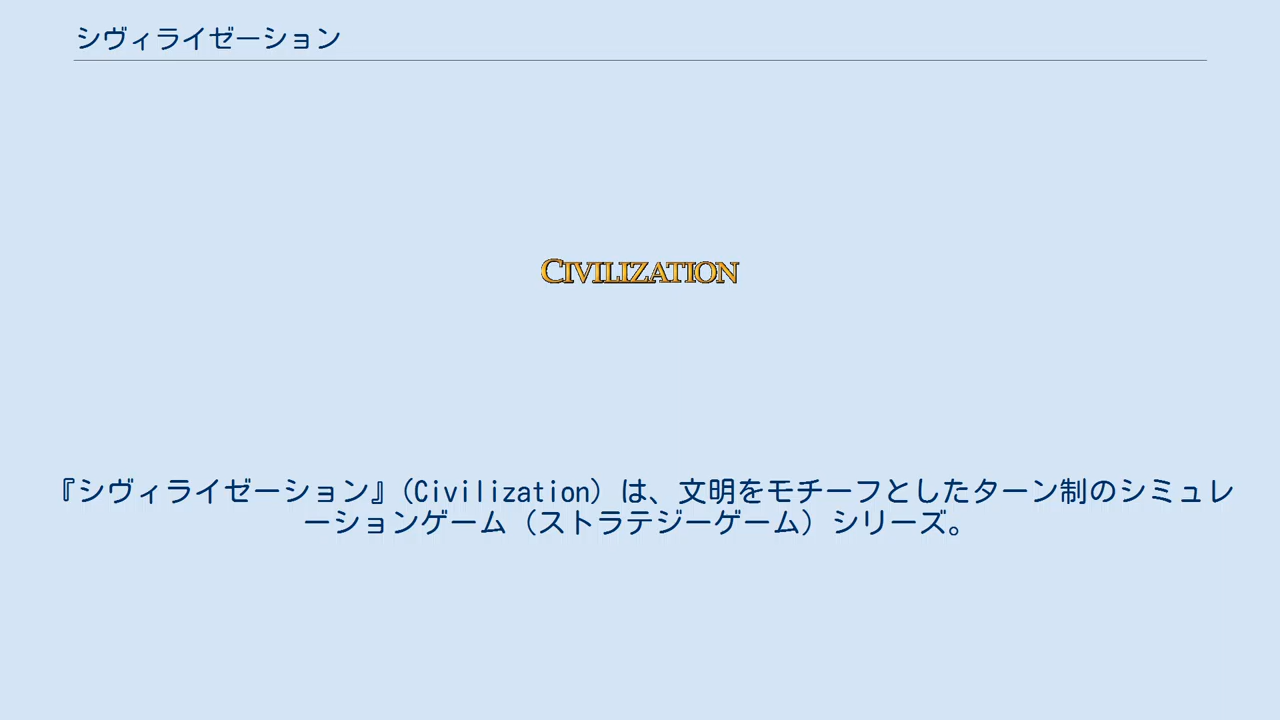 シヴィライゼーション
CIVILIZATION
『シヴィライゼーション』(Civilization) は、文明をモチーフとしたターン制のシミュレ
ーションゲーム（ストラテジーゲーム）シリーズ。